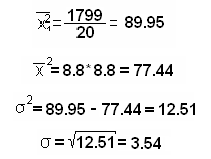 x₁² = 1799/20 = 89.95
x̄² = 8.8*8.8 = 77.44
σ² = 89.95 - 77.44 = 12.51
σ = √12.51 = 3.54